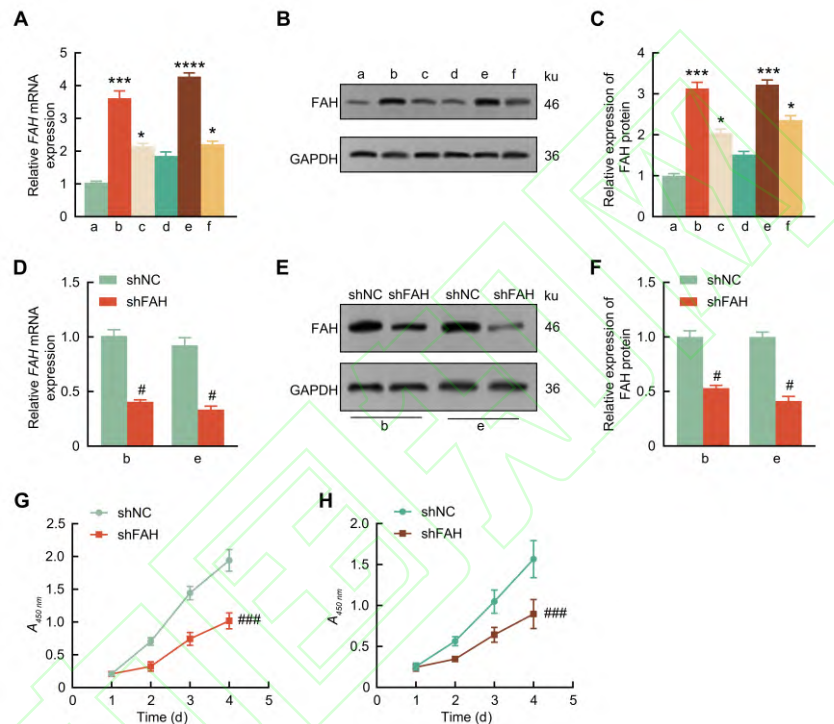 A
Relative FAH mRNA
expression
5
4
3
2
1
0
***
*
****
*
a b c d e f
B
a b c d e f ku
FAH 46
GAPDH 36
C
Relative expression of
FAH protein
4
3
2
1
0
***
*
***
*
a b c d e f
D
shNC
shFAH
Relative FAH mRNA
expression
1.5
1.0
0.5
0
#
#
b e
E
shNC shFAH shNC shFAH ku
FAH 46
GAPDH 36
b e
F
shNC
shFAH
Relative expression of
FAH protein
1.5
1.0
0.5
0
#
#
b e
G
shNC
shFAH
A450 nm
2.5
2.0
1.5
1.0
0.5
0
###
0 1 2 3 4 5
Time (d)
H
shNC
shFAH
A450 nm
2.0
1.5
1.0
0.5
0
###
0 1 2 3 4 5
Time (d)